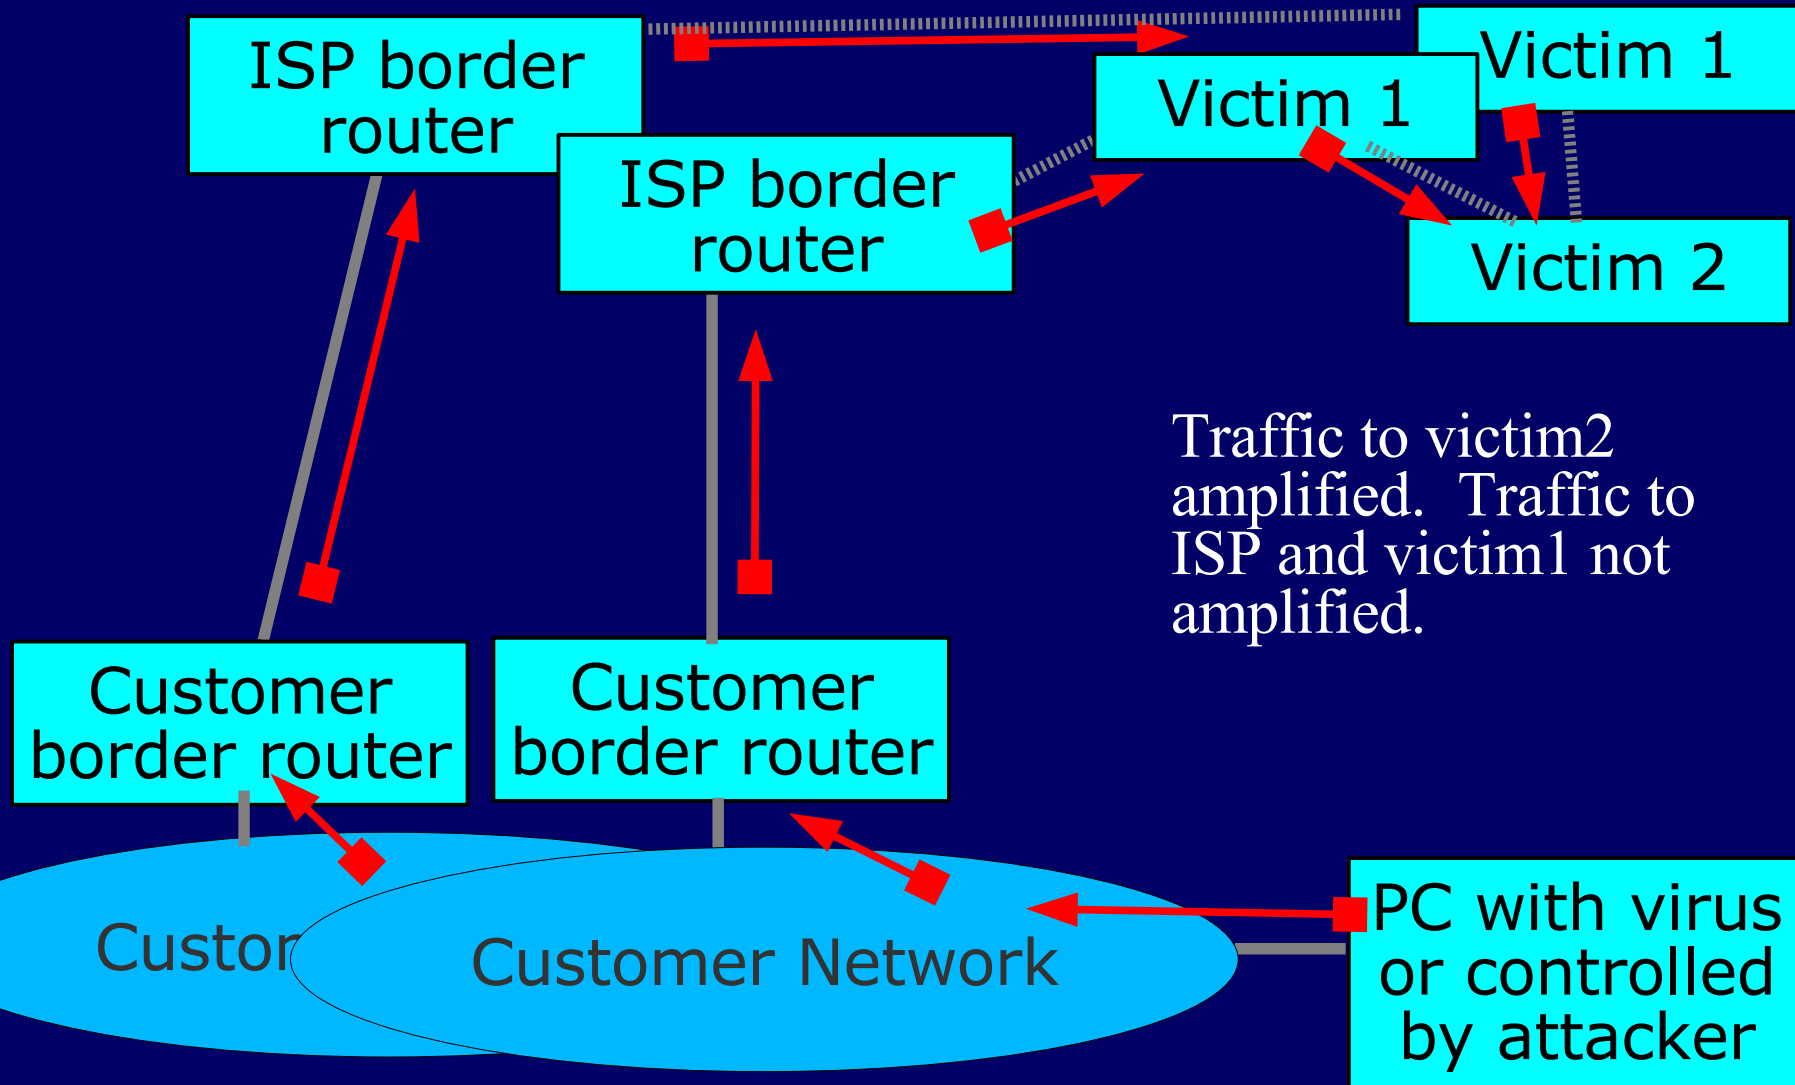 ISP border
router
Victim 1
Victim 1
ISP border
router
Victim 2
Traffic to victim2
amplified.  Traffic to
ISP and victim1 not
amplified.
Customer
border router
Customer
border router
Customer Network
PC with virus
or controlled
by attacker